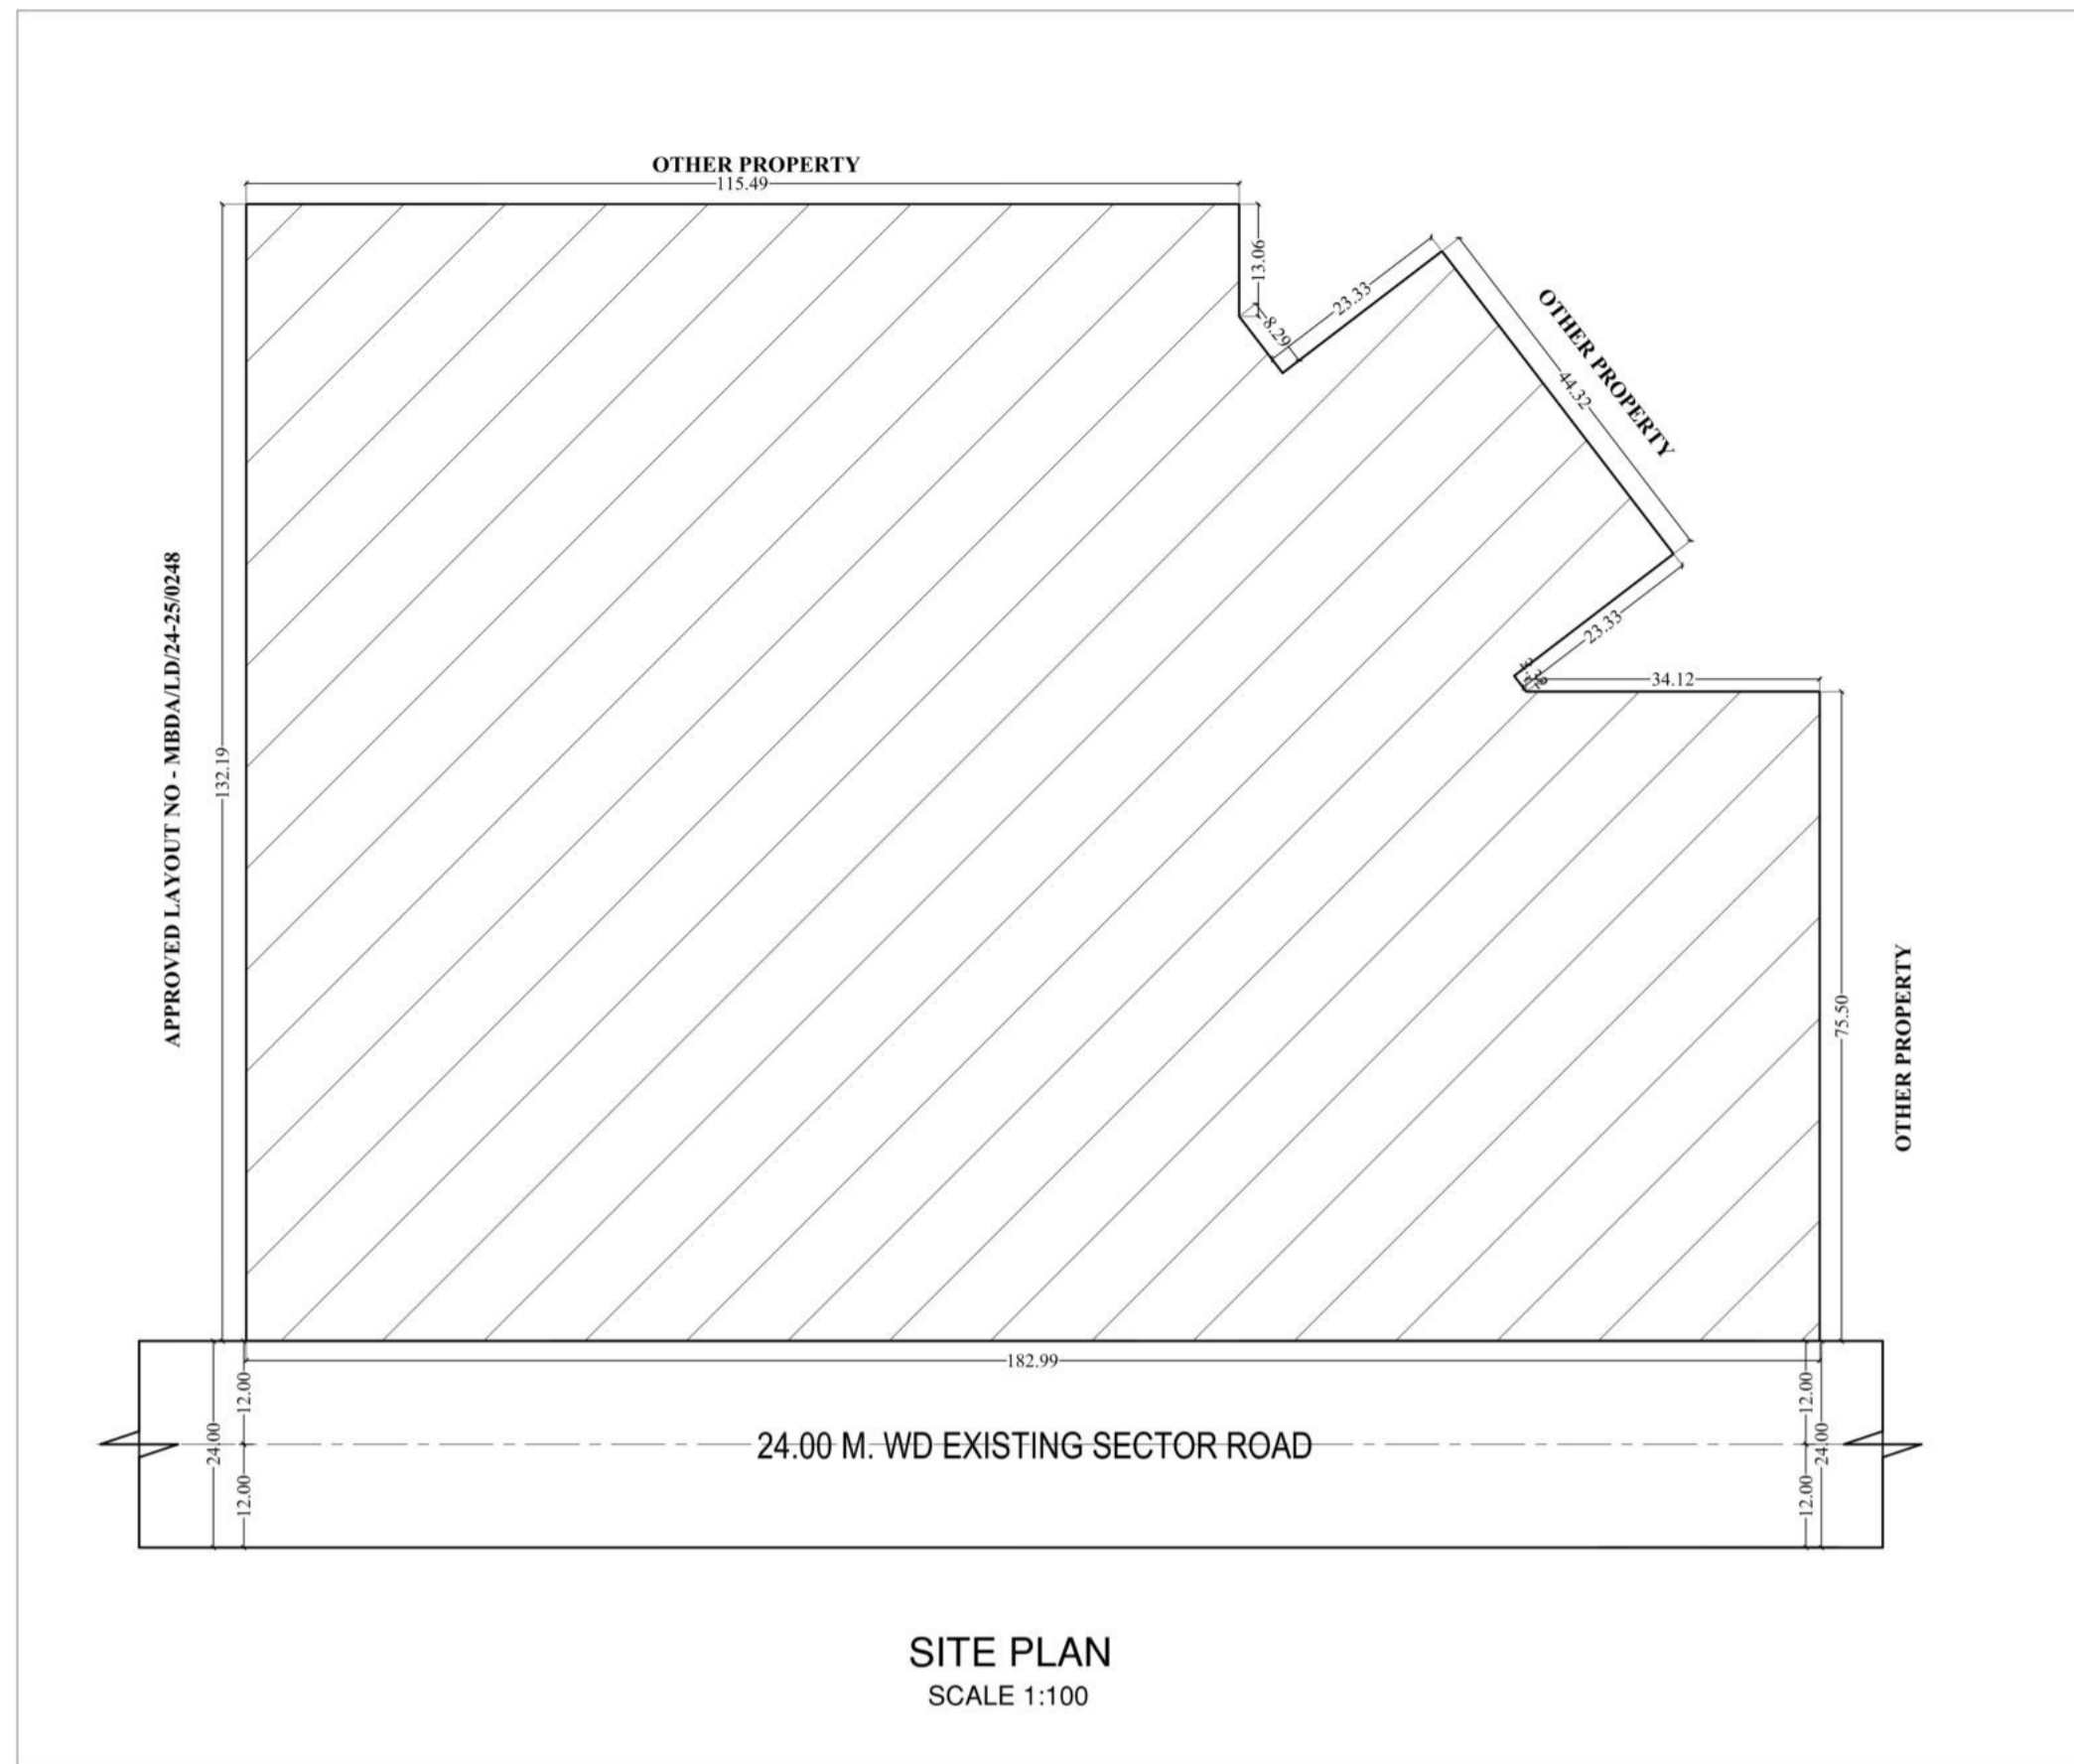 OTHER PROPERTY
115.49
13.06
8.29
23.33
OTHER PROPERTY
44.32
23.33
34.12
APPROVED LAYOUT NO - MBDA/LD/24-25/0248
132.19
75.50
OTHER PROPERTY
182.99
12.00
12.00
24.00
24.00 M. WD EXISTING SECTOR ROAD
24.00
12.00
12.00
SITE PLAN
SCALE 1:100